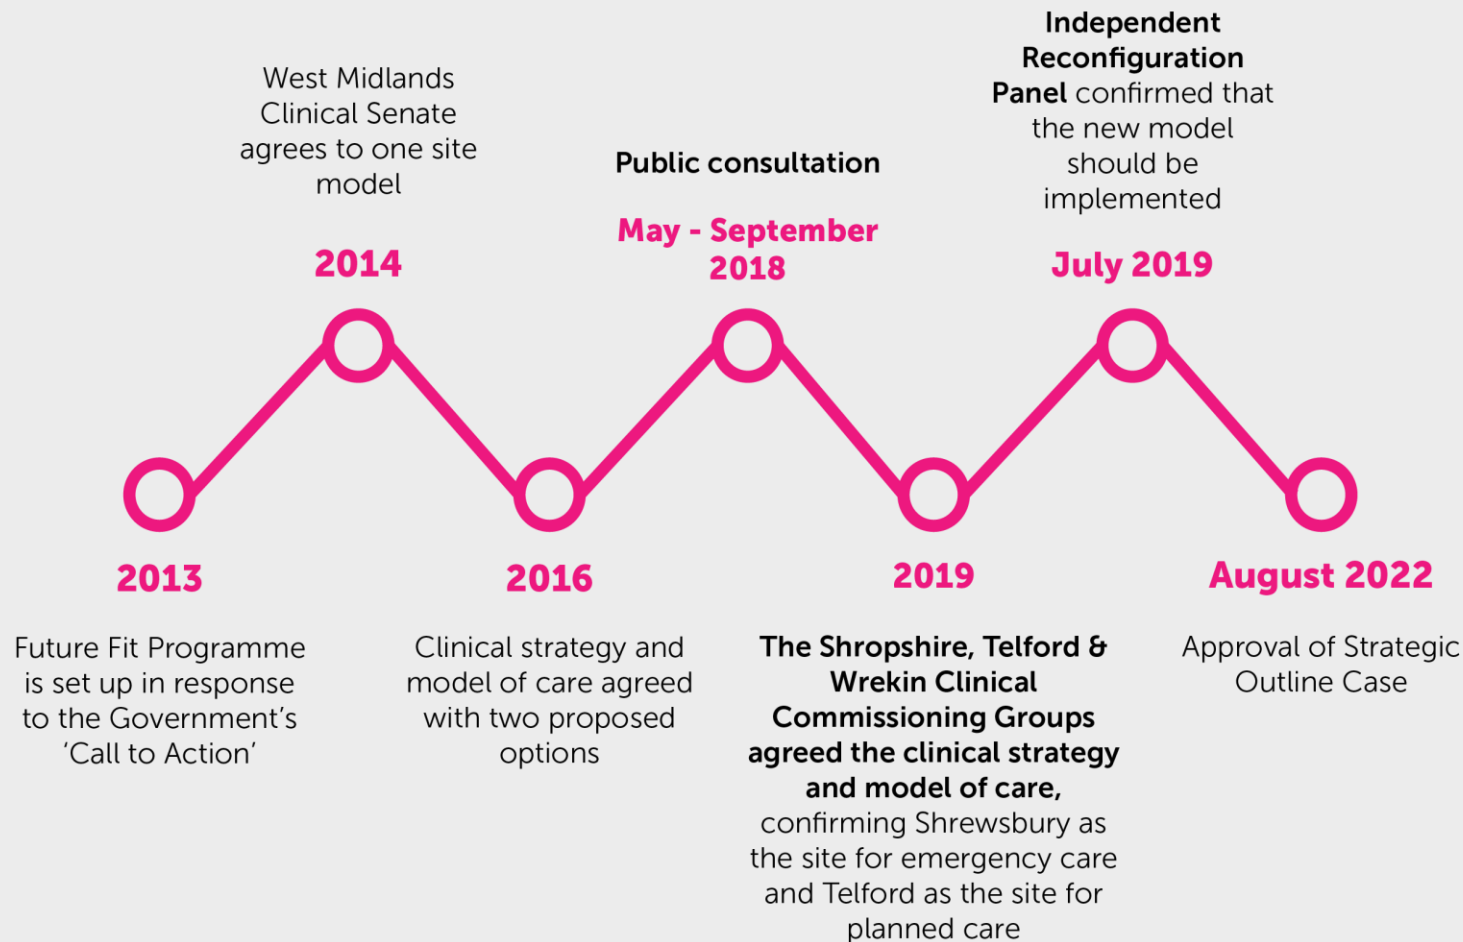 2013
Future Fit Programme
is set up in response
to the Government’s
‘Call to Action’
West Midlands
Clinical Senate
agrees to one site
model
2014
2016
Clinical strategy and
model of care agreed
with two proposed
options
Public consultation
May - September
2018
2019
The Shropshire, Telford &
Wrekin Clinical
Commissioning Groups
agreed the clinical strategy
and model of care,
confirming Shrewsbury as
the site for emergency care
and Telford as the site for
planned care
Independent
Reconfiguration
Panel confirmed that
the new model
should be
implemented
July 2019
August 2022
Approval of Strategic
Outline Case